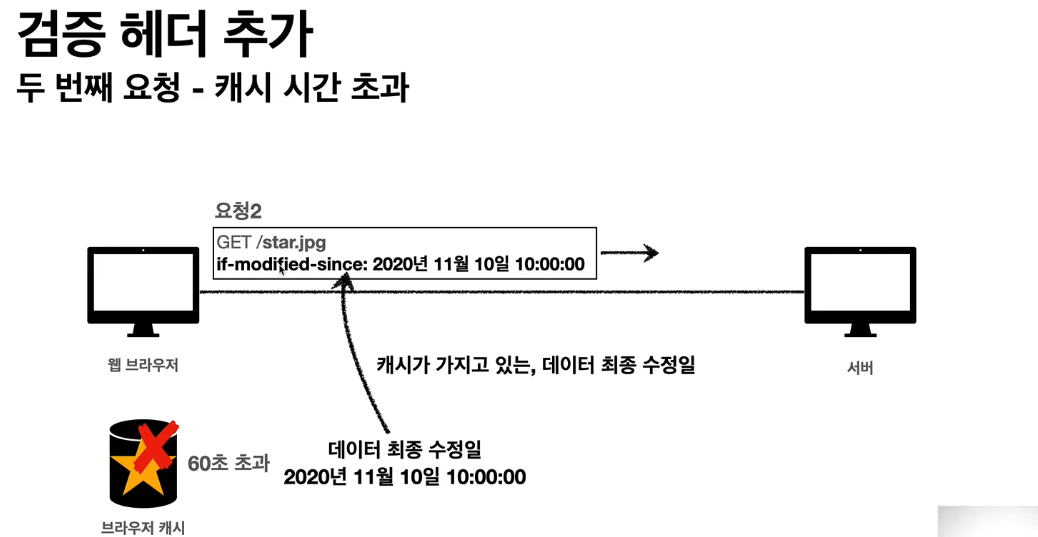 검증 헤더 추가
두 번째 요청 - 캐시 시간 초과
요청2
GET /star.jpg
if-modified-since: 2020년 11월 10일 10:00:00
웹 브라우저
서버
캐시가 가지고 있는, 데이터 최종 수정일
데이터 최종 수정일
2020년 11월 10일 10:00:00
60초 초과
브라우저 캐시